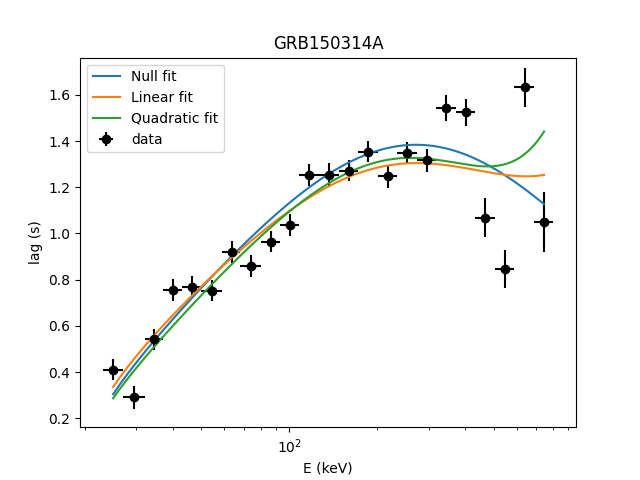 GRB150314A
Null fit
Linear fit
Quadratic fit
data
lag (s)
1.6
1.4
1.2
1.0
0.8
0.6
0.4
0.2
10²
E (keV)